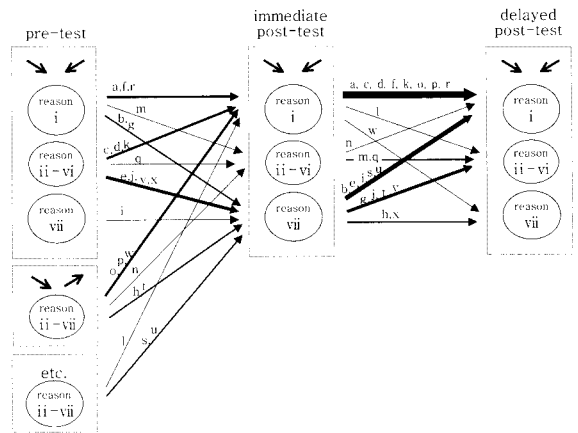 pre-test
immediate
post-test
delayed
post-test
reason
i
reason
ii-vi
reason
vii
reason
ii-vii
etc.
reason
ii-vii
a,f,r
m
b,g
c,d,k
q
e,j,v,x
i
o,p,w
n
h,t
l
s,u
reason
i
reason
ii-vi
reason
vii
a, c, d, f, k, o, p, r
l
w
n
m,q
b, e, i, s, u
h,x
reason
i
reason
ii-vi
reason
vii